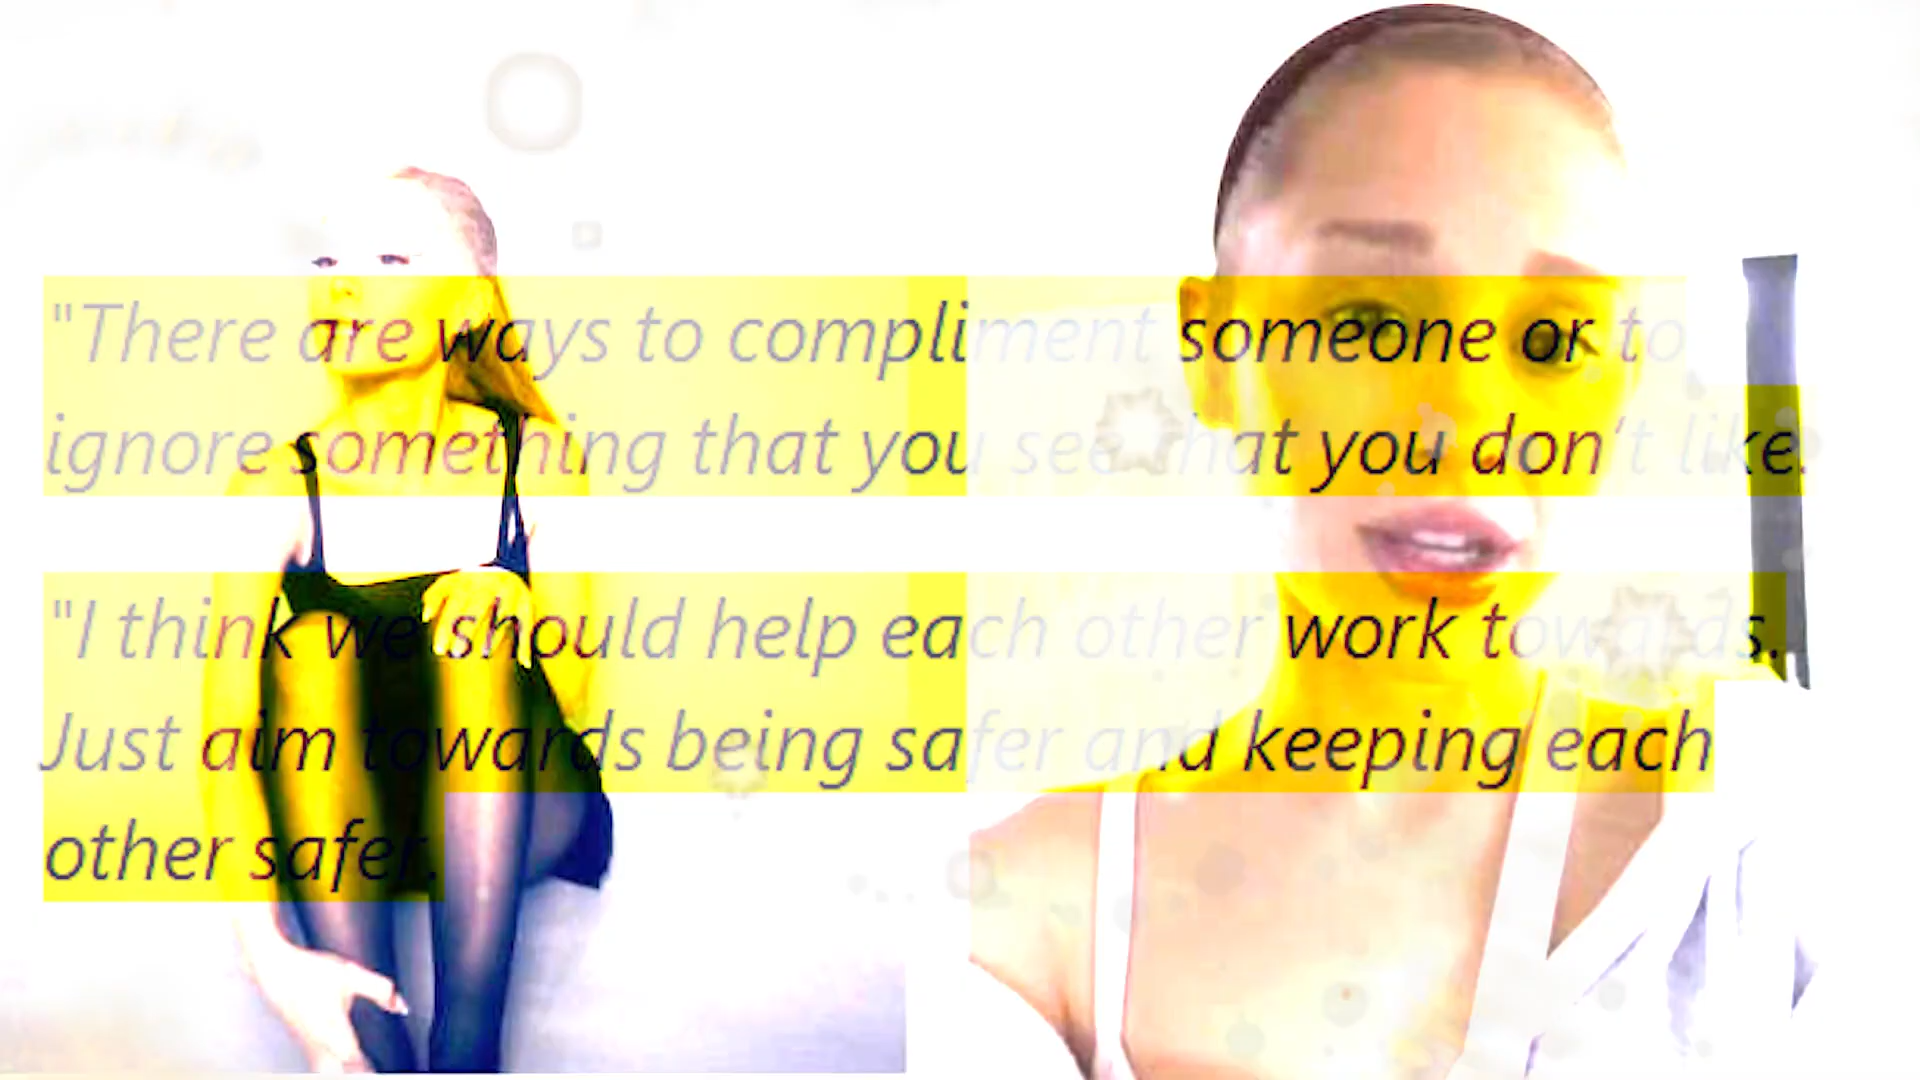 "There are ways to compliment someone or to
ignore something that you see that you don't like.
"I think we should help each other work towards.
Just aim towards being safer and keeping each
other safer.